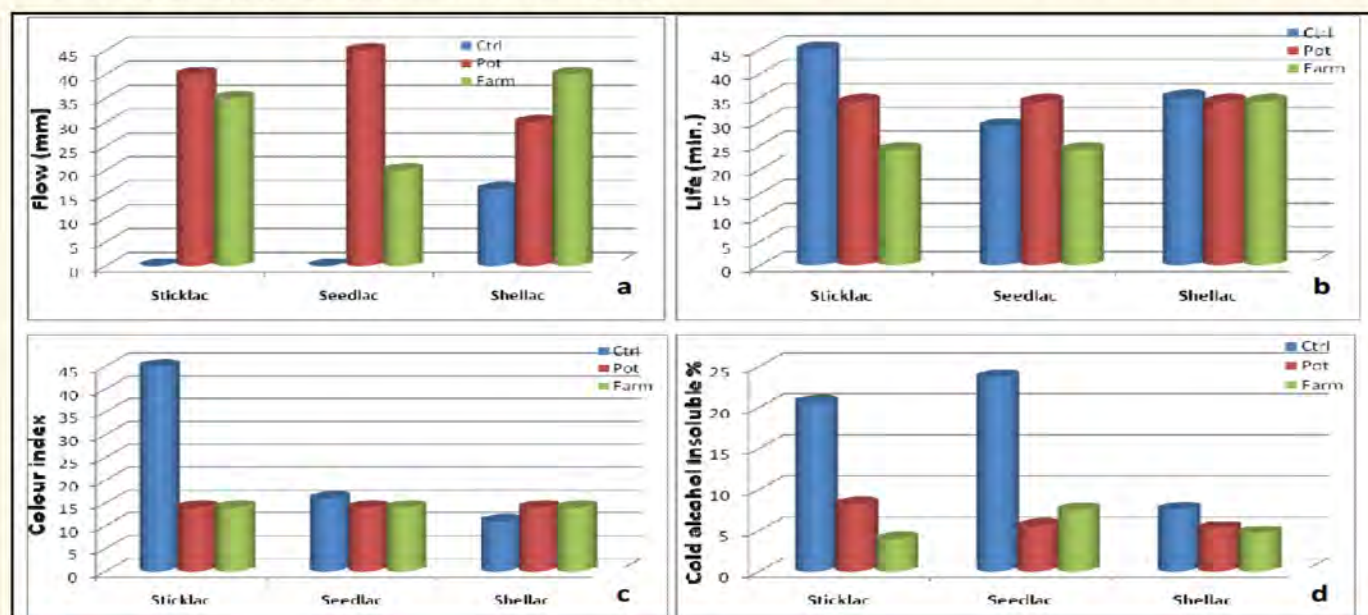 Flow (mm)
45
40
35
30
25
20
15
10
5
0
Ctrl
Pot
Farm
Sticklac
Seedlac
Shellac
a
Life (min.)
45
40
35
30
25
20
15
10
5
0
Ctrl
Pot
Farm
Sticklac
Seedlac
Shellac
b
Colour index
45
40
35
30
25
20
15
10
5
0
Ctrl
Pot
Farm
Sticklac
Seedlac
Shellac
c
Cold alcohol insoluble %
25
20
15
10
5
0
Ctrl
Pot
Farm
Sticklac
Seedlac
Shellac
d